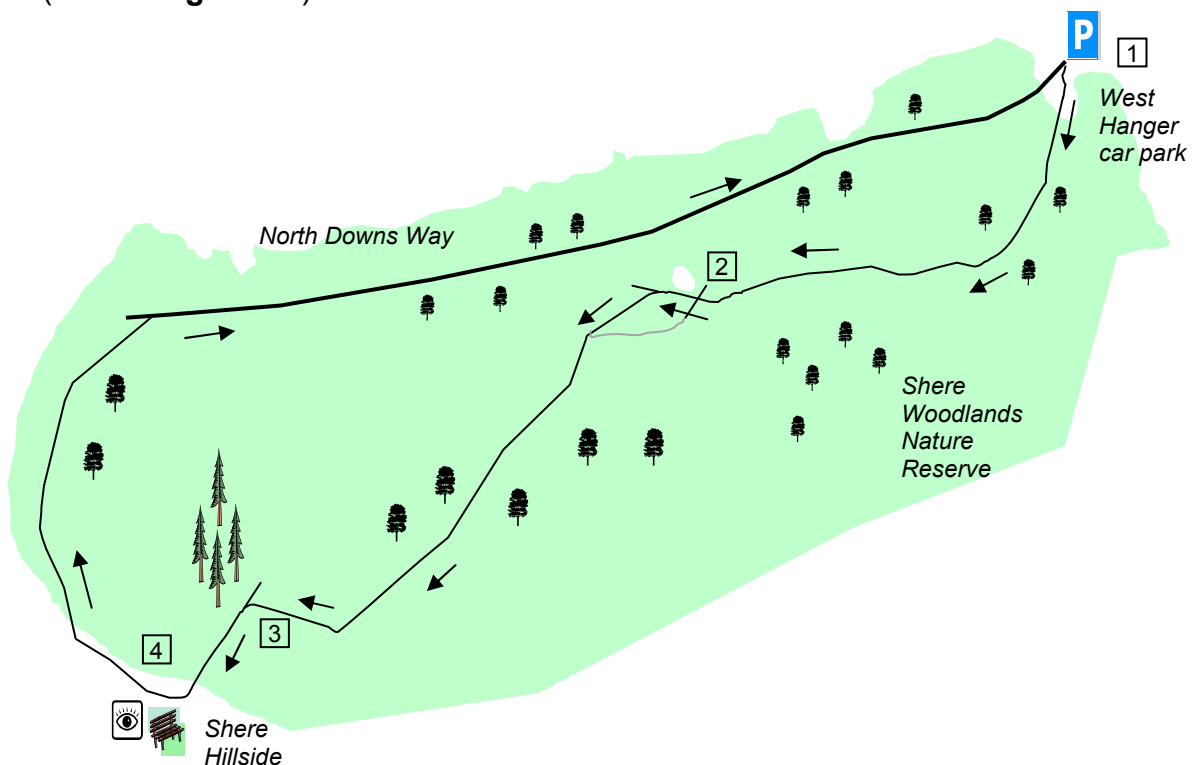 P
1
West
Hanger
car park
North Downs Way
2
Shere
Woodlands
Nature
Reserve
3
4
Shere
Hillside